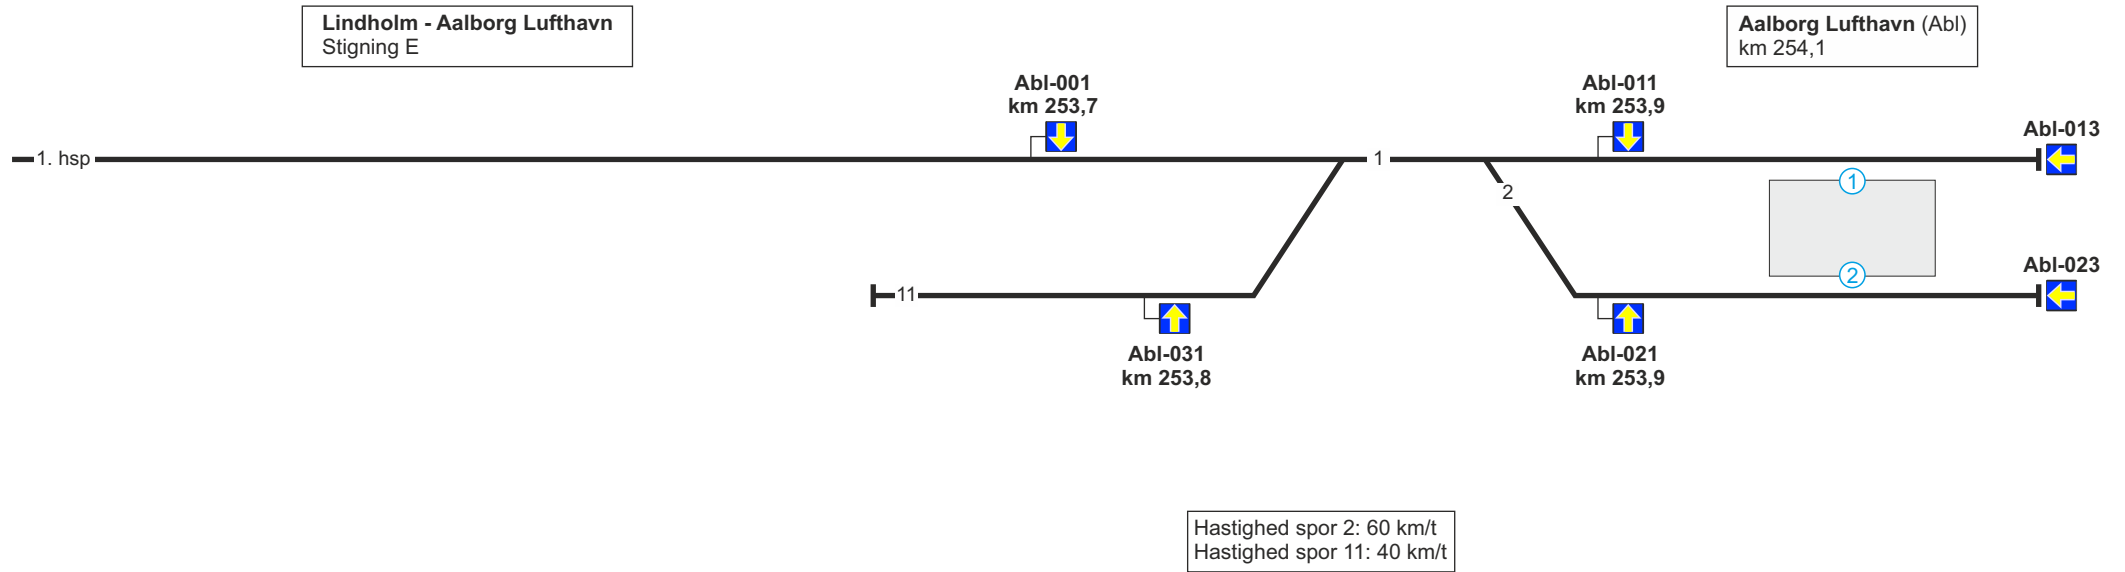 Lindholm - Aalborg Lufthavn
Stigning E
Aalborg Lufthavn (Abl)
km 254,1
Abl-001
km 253,7
Abl-011
km 253,9
Abl-013
1. hsp
1
1
2
2
Abl-023
11
Abl-031
km 253,8
Abl-021
km 253,9
Hastighed spor 2: 60 km/t
Hastighed spor 11: 40 km/t